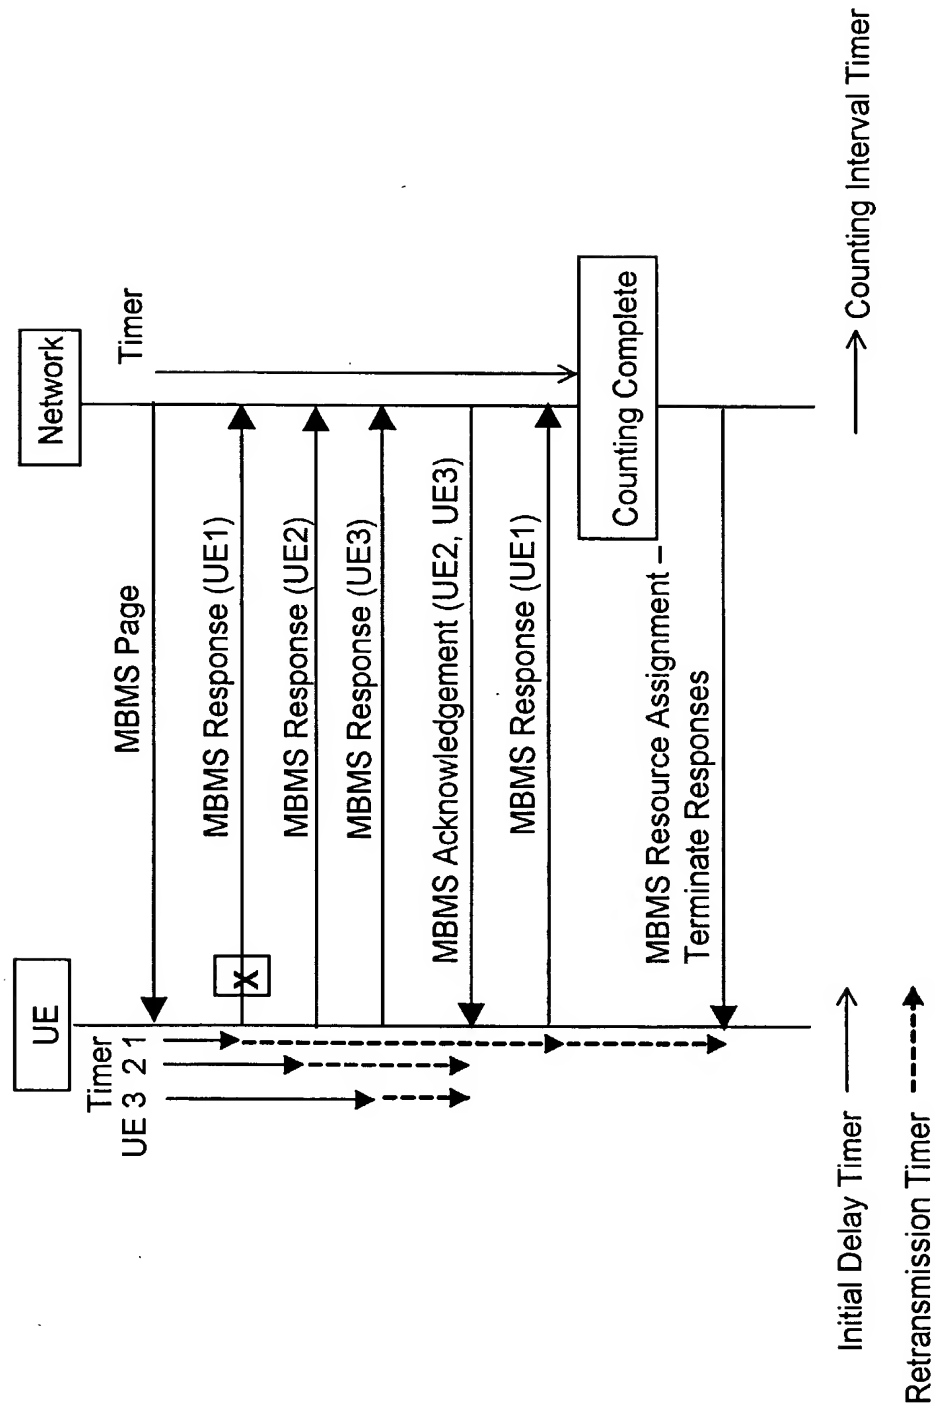 UE
Network
Timer
UE 3 2 1
Timer
MBMS Page
MBMS Response (UE1)
X
MBMS Response (UE2)
MBMS Response (UE3)
MBMS Acknowledgement (UE2, UE3)
MBMS Response (UE1)
Counting Complete
MBMS Resource Assignment –
Terminate Responses
Initial Delay Timer
Counting Interval Timer
Retransmission Timer